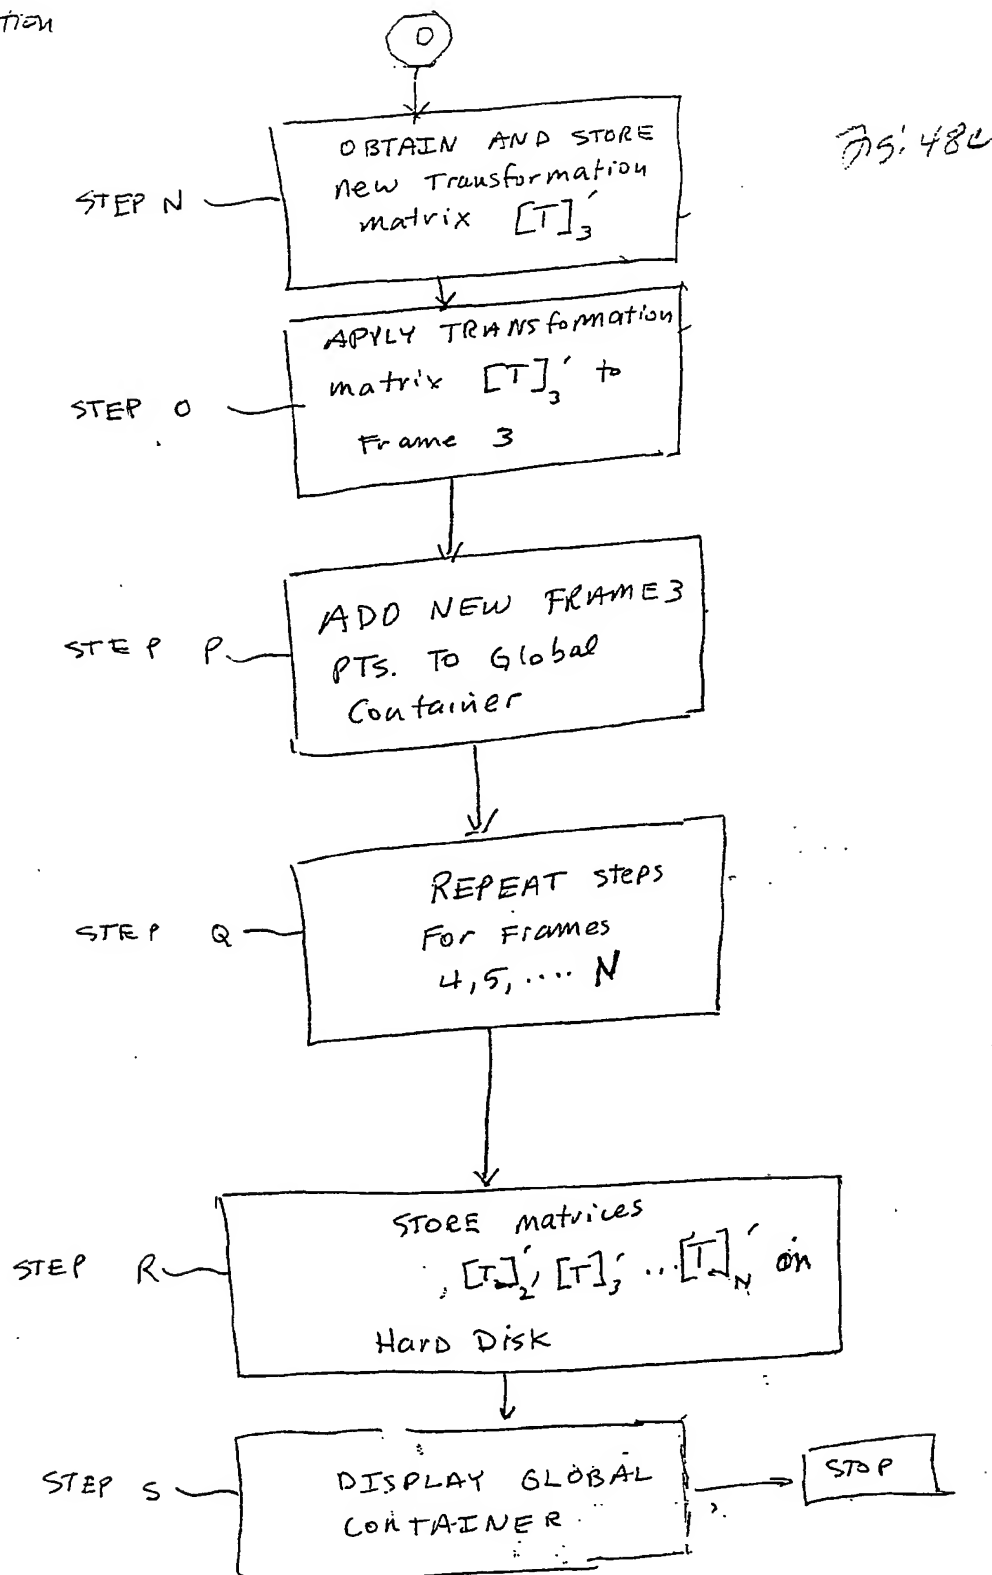 O
OBTAIN AND STORE
new Transformation
matrix [T]₃′
STEP N
APPLY TRANSformation
matrix [T]₃′ to
Frame 3
STEP O
ADD NEW FRAME 3
PTS. TO Global
Container
STEP P
REPEAT steps
For Frames
4, 5, .... N
STEP Q
STORE matrices
[T]₂′, [T]₃′ ... [T]N′ on
Hard Disk
STEP R
DISPLAY GLOBAL
CONTAINER
STEP S
STOP